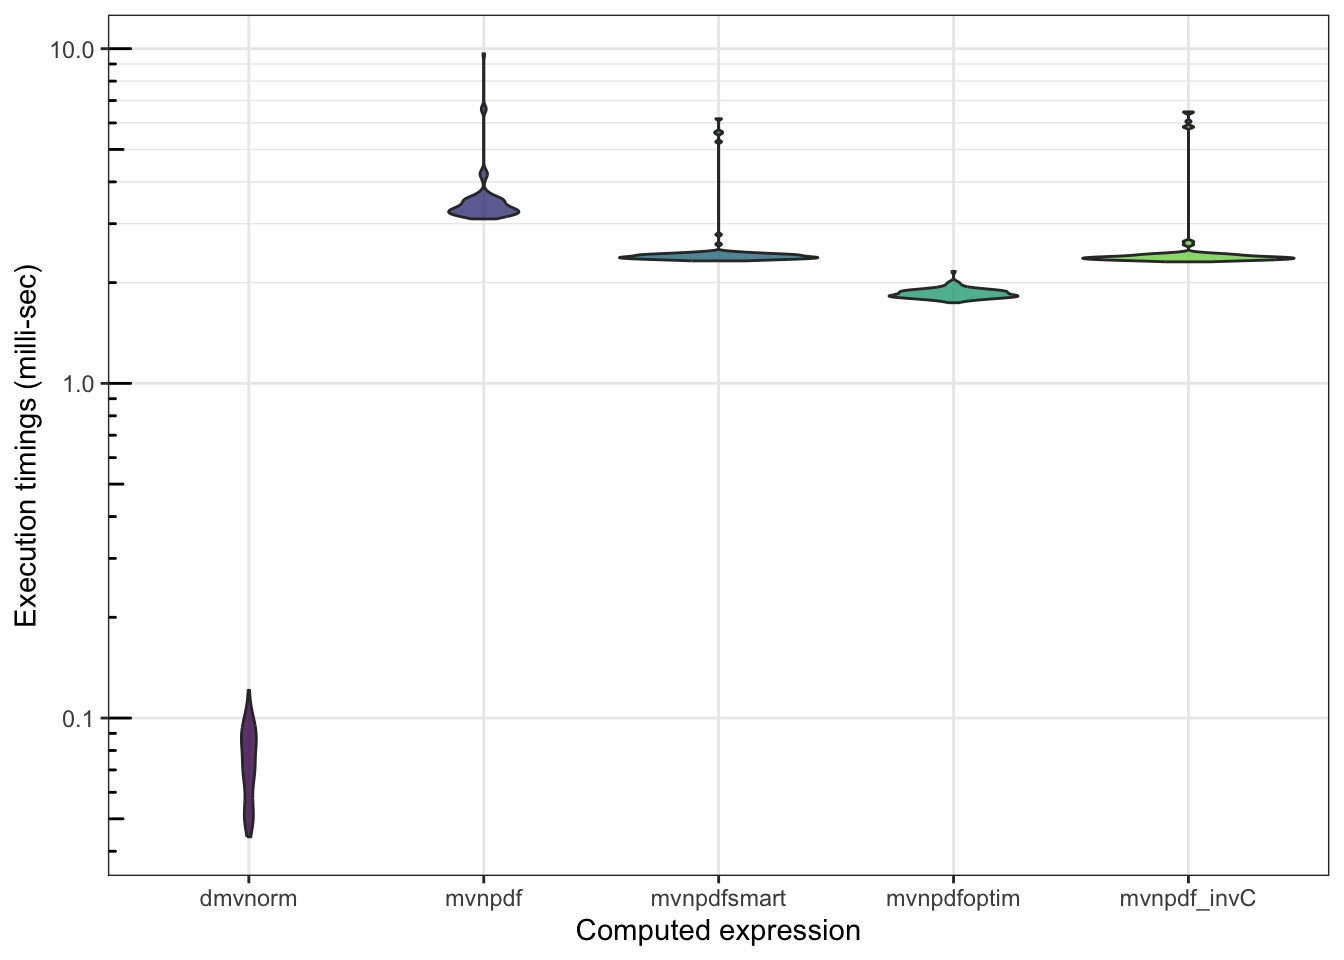 10.0
1.0
0.1
Execution timings (milli-sec)
dmvnorm mvnpdf mvnpdfsmart mvnpdfoptim mvnpdf_invC
Computed expression